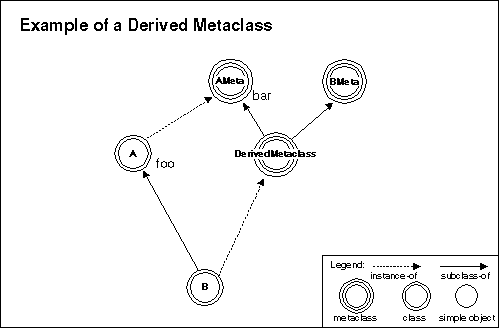 Example of a Derived Metaclass
AMeta
BMeta
bar
A
foo
DerivedMetaclass
B
Legend:
instance-of
subclass-of
metaclass
class
simple object